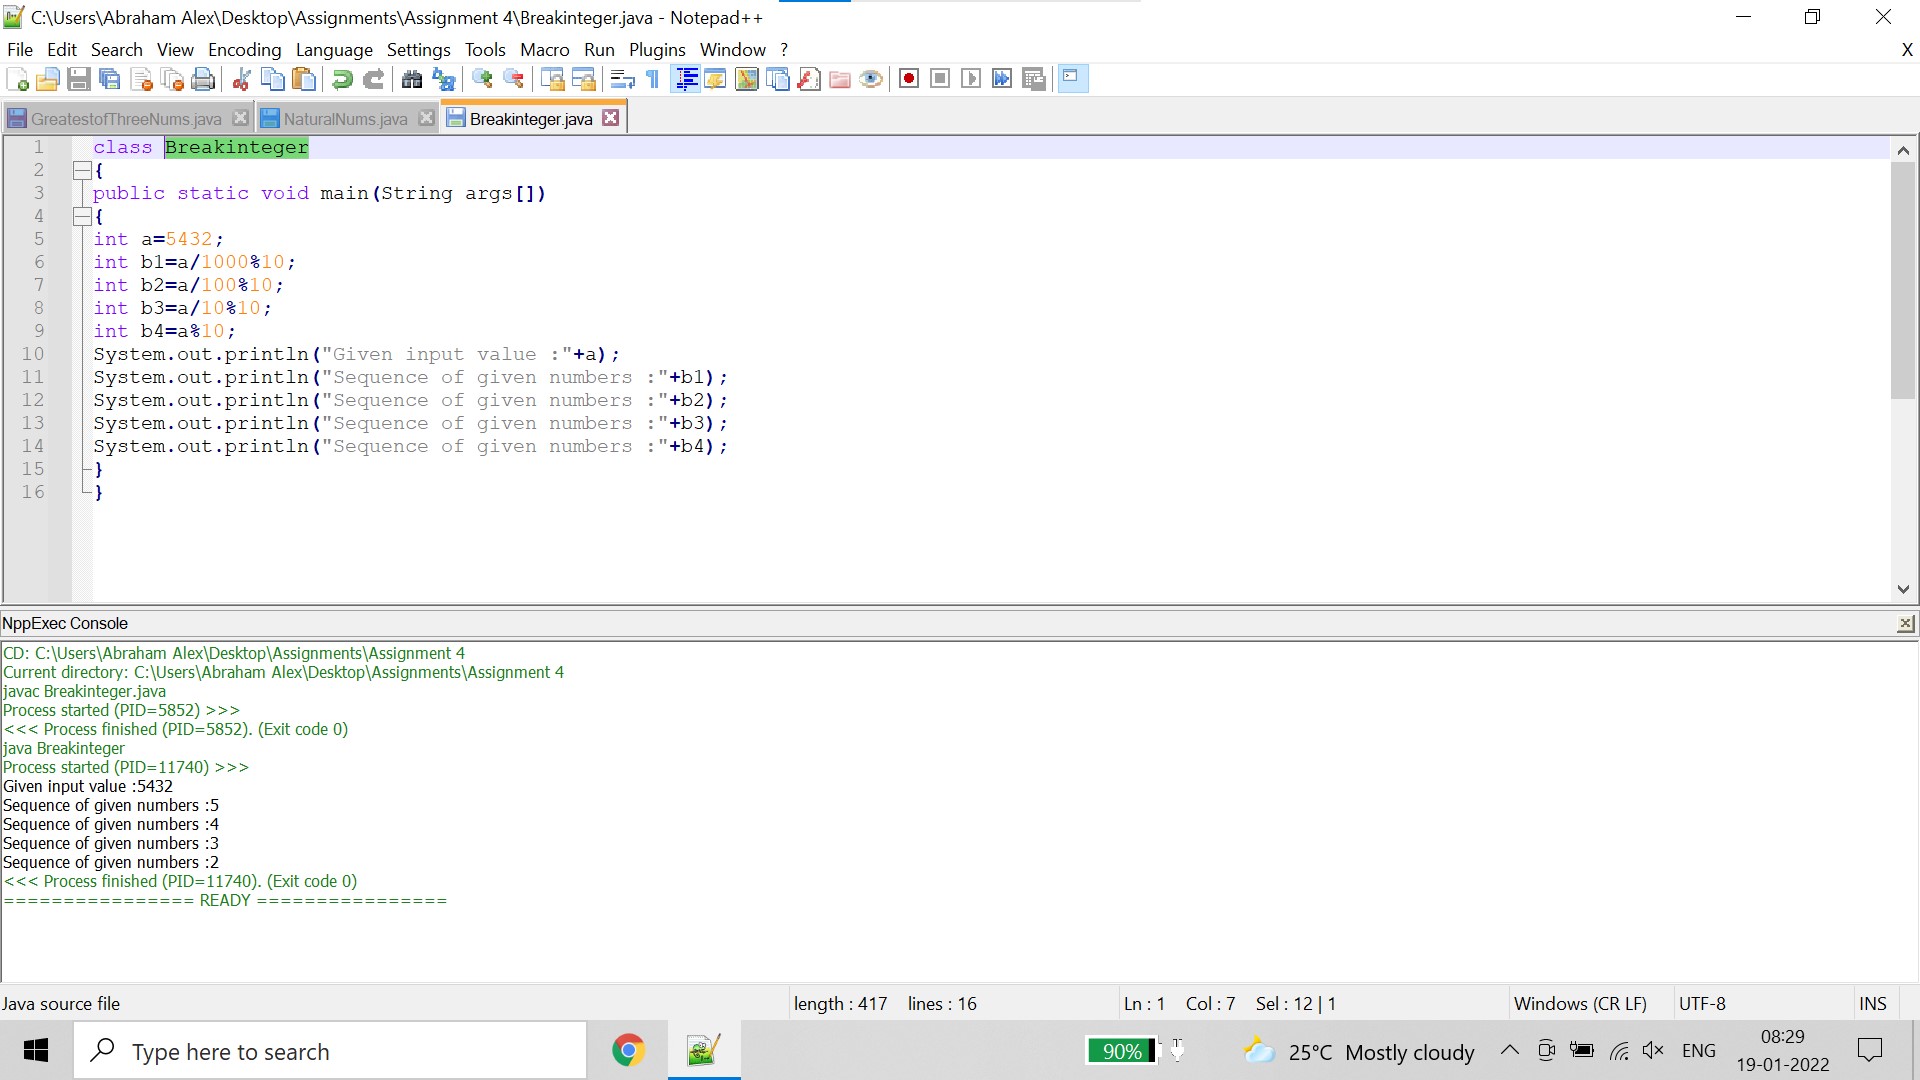 C:\Users\Abraham Alex\Desktop\Assignments\Assignment 4\Breakinteger.java - Notepad++
File Edit Search View Encoding Language Settings Tools Macro Run Plugins Window ? X
GreatestofThreeNums.java NaturalNums.java Breakinteger.java
1 class Breakinteger
2 {
3 public static void main(String args[])
4 {
5 int a=5432;
6 int b1=a/1000%10;
7 int b2=a/100%10;
8 int b3=a/10%10;
9 int b4=a%10;
10 System.out.println("Given input value :"+a);
11 System.out.println("Sequence of given numbers :"+b1);
12 System.out.println("Sequence of given numbers :"+b2);
13 System.out.println("Sequence of given numbers :"+b3);
14 System.out.println("Sequence of given numbers :"+b4);
15 }
16 }
NppExec Console
CD: C:\Users\Abraham Alex\Desktop\Assignments\Assignment 4
Current directory: C:\Users\Abraham Alex\Desktop\Assignments\Assignment 4
javac Breakinteger.java
Process started (PID=5852) >>>
<<< Process finished (PID=5852). (Exit code 0)
java Breakinteger
Process started (PID=11740) >>>
Given input value :5432
Sequence of given numbers :5
Sequence of given numbers :4
Sequence of given numbers :3
Sequence of given numbers :2
<<< Process finished (PID=11740). (Exit code 0)
================ READY ================
Java source file length : 417 lines : 16 Ln : 1 Col : 7 Sel : 12 | 1 Windows (CR LF) UTF-8 INS
Type here to search 90% 25°C Mostly cloudy ENG 08:29
19-01-2022